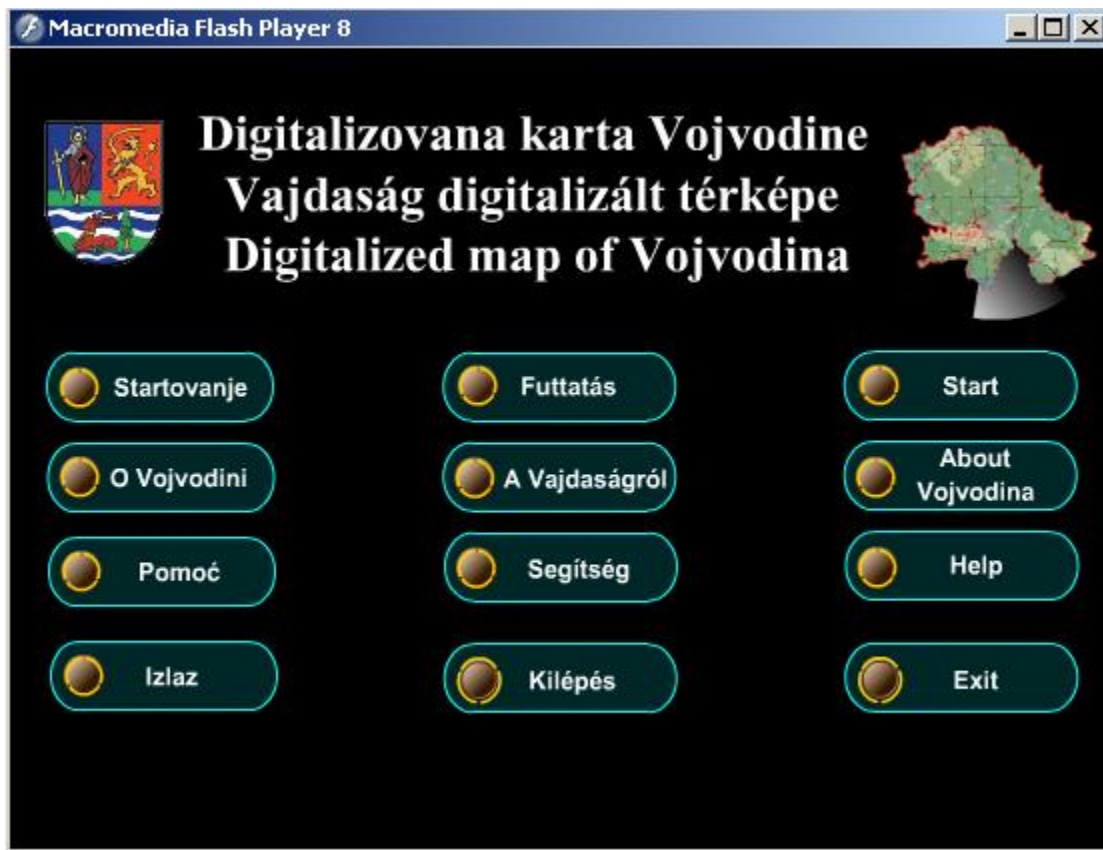 Macromedia Flash Player 8
Digitalizovana karta Vojvodine
Vajdaság digitalizált térképe
Digitalized map of Vojvodina
Startovanje
Futtatás
Start
O Vojvodini
A Vajdaságról
About
Vojvodina
Pomoć
Segítség
Help
Izlaz
Kilépés
Exit